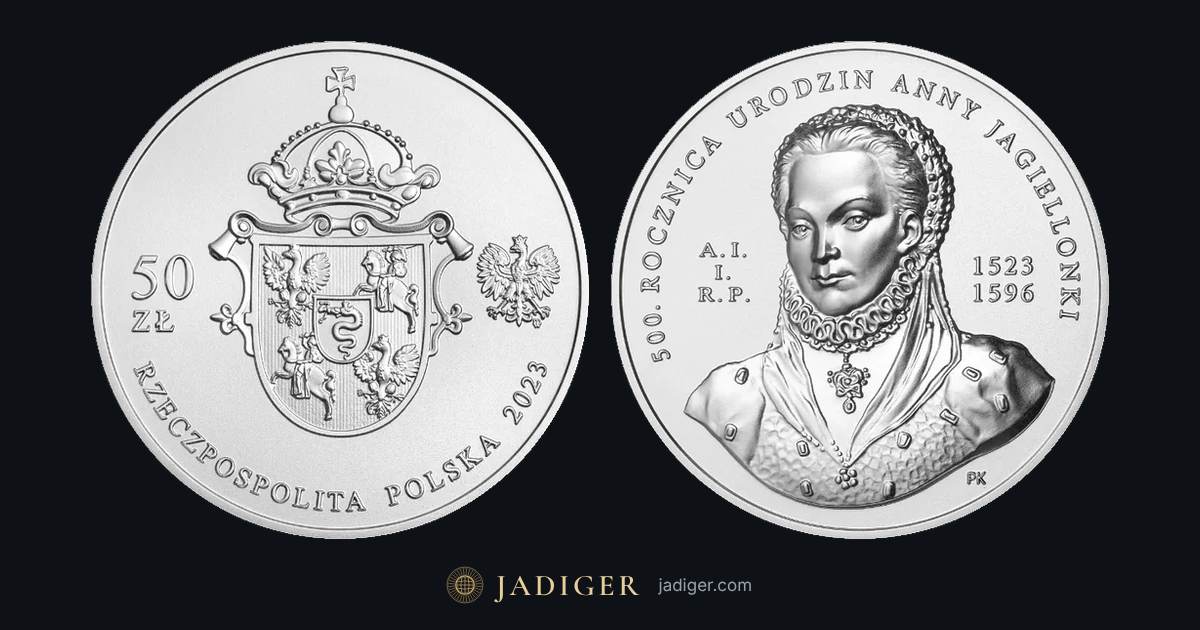 50
ZŁ
RZECZPOSPOLITA POLSKA 2023
500. ROCZNICA URODZIN ANNY JAGIELLONKI
A.I.
I.
R.P.
1523
1596
PK
JADIGER
jadiger.com